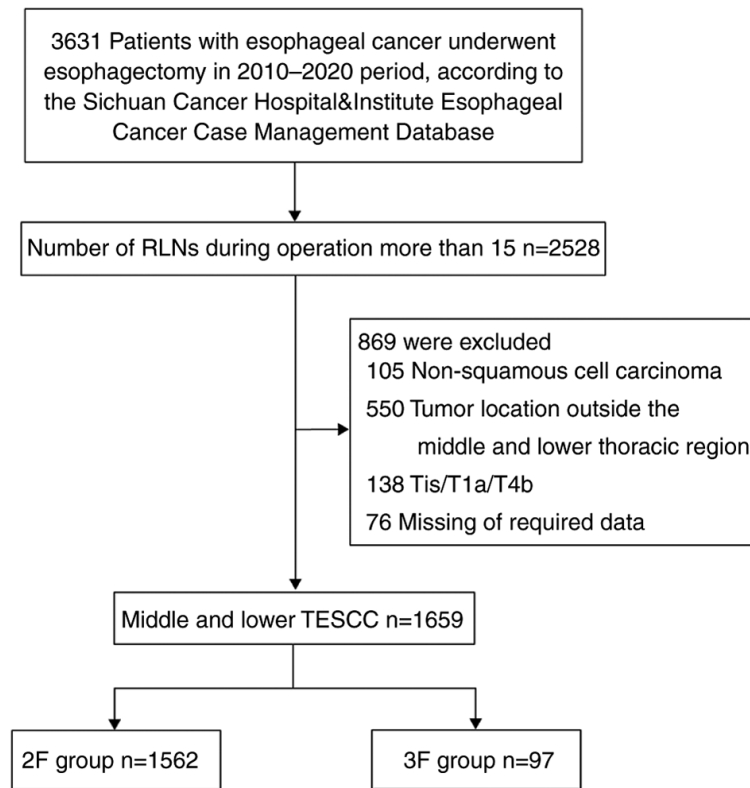 3631 Patients with esophageal cancer underwent
esophagectomy in 2010–2020 period, according to
the Sichuan Cancer Hospital&Institute Esophageal
Cancer Case Management Database
Number of RLNs during operation more than 15 n=2528
869 were excluded
105 Non-squamous cell carcinoma
550 Tumor location outside the
middle and lower thoracic region
138 Tis/T1a/T4b
76 Missing of required data
Middle and lower TESCC n=1659
2F group n=1562
3F group n=97